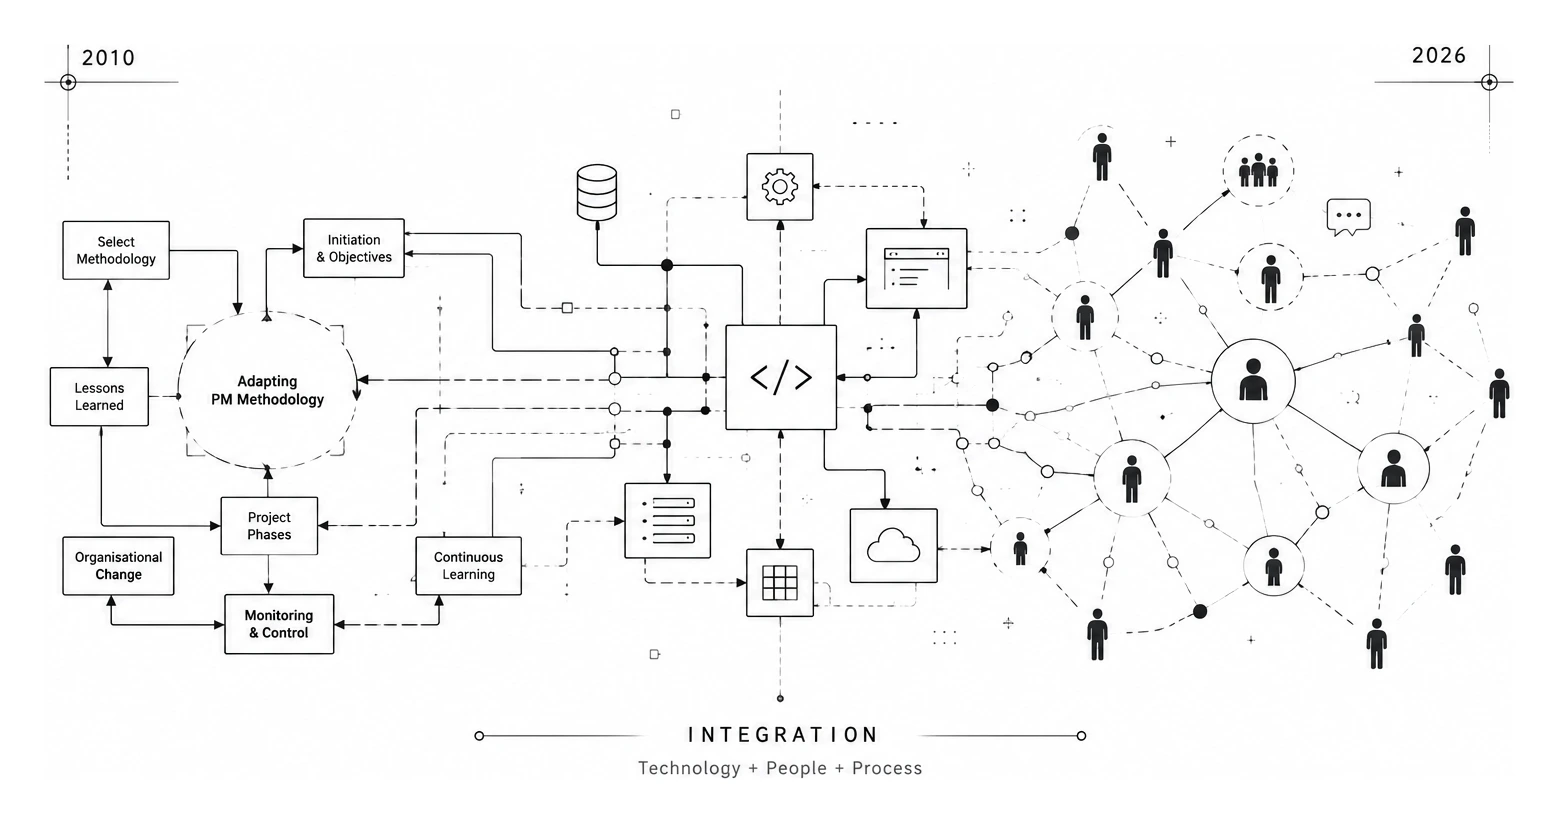 2010
2026
Select
Methodology
Initiation
& Objectives
Lessons
Learned
Adapting
PM Methodology
Project
Phases
Organisational
Change
Continuous
Learning
Monitoring
& Control
</>
INTEGRATION
Technology + People + Process